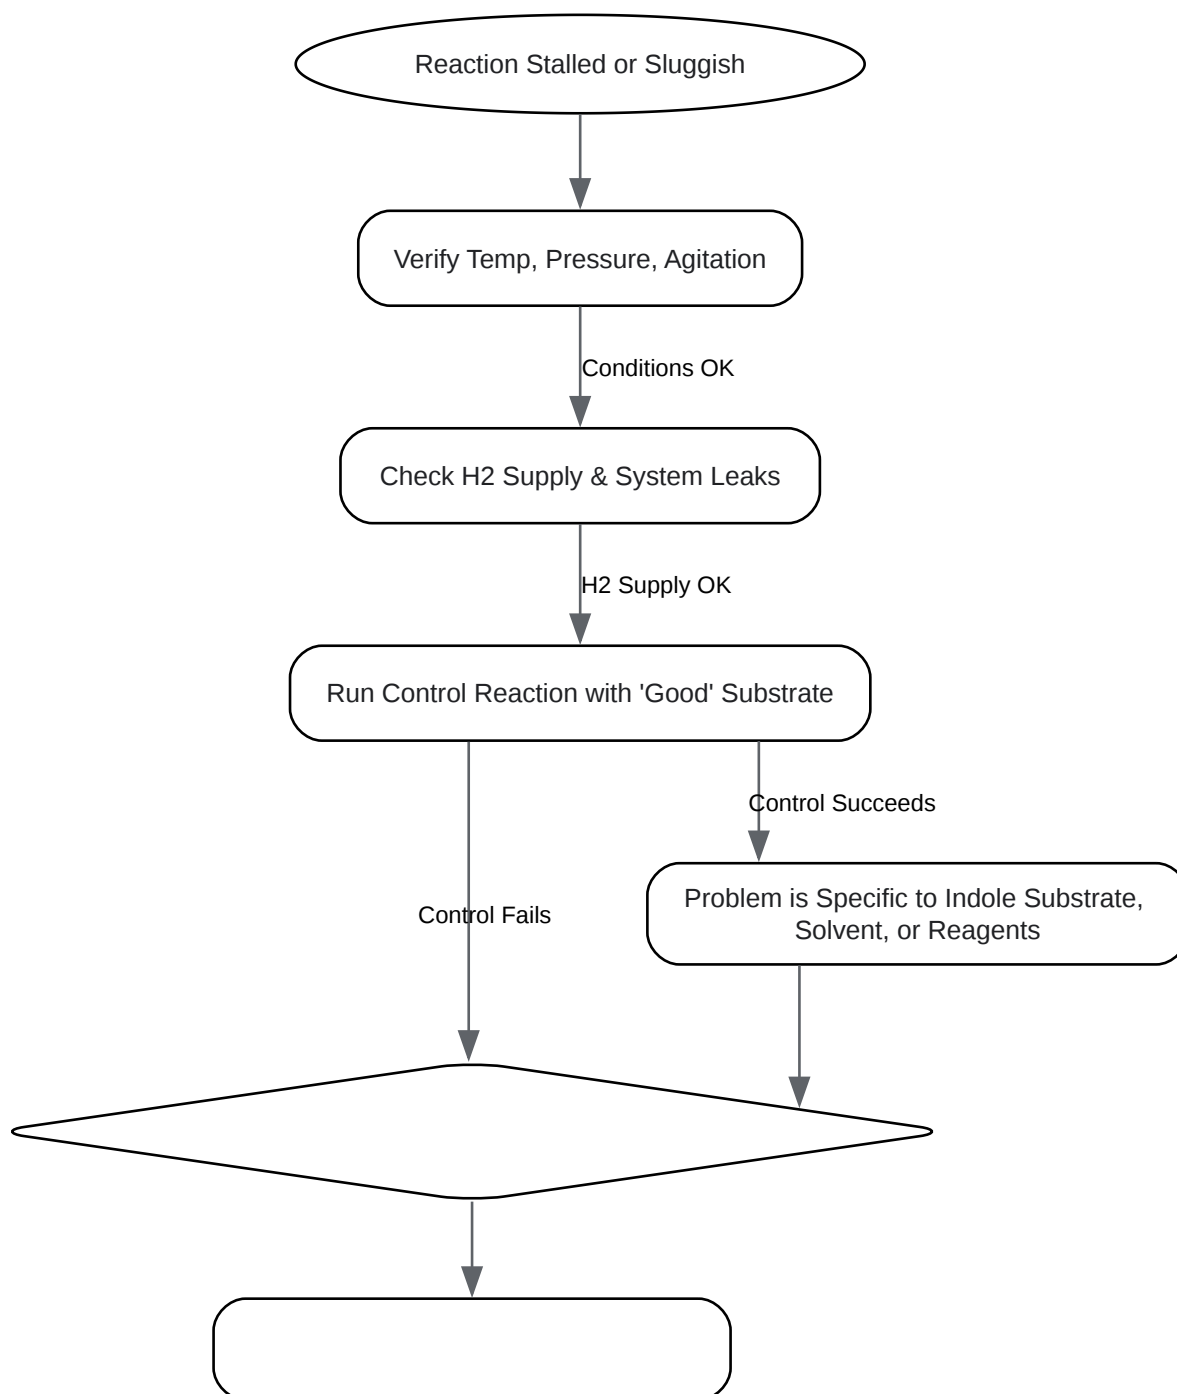 Reaction Stalled or Sluggish
Verify Temp, Pressure, Agitation
Conditions OK
Check H2 Supply & System Leaks
H2 Supply OK
Run Control Reaction with 'Good' Substrate
Control Succeeds
Problem is Specific to Indole Substrate,
Solvent, or Reagents
Control Fails